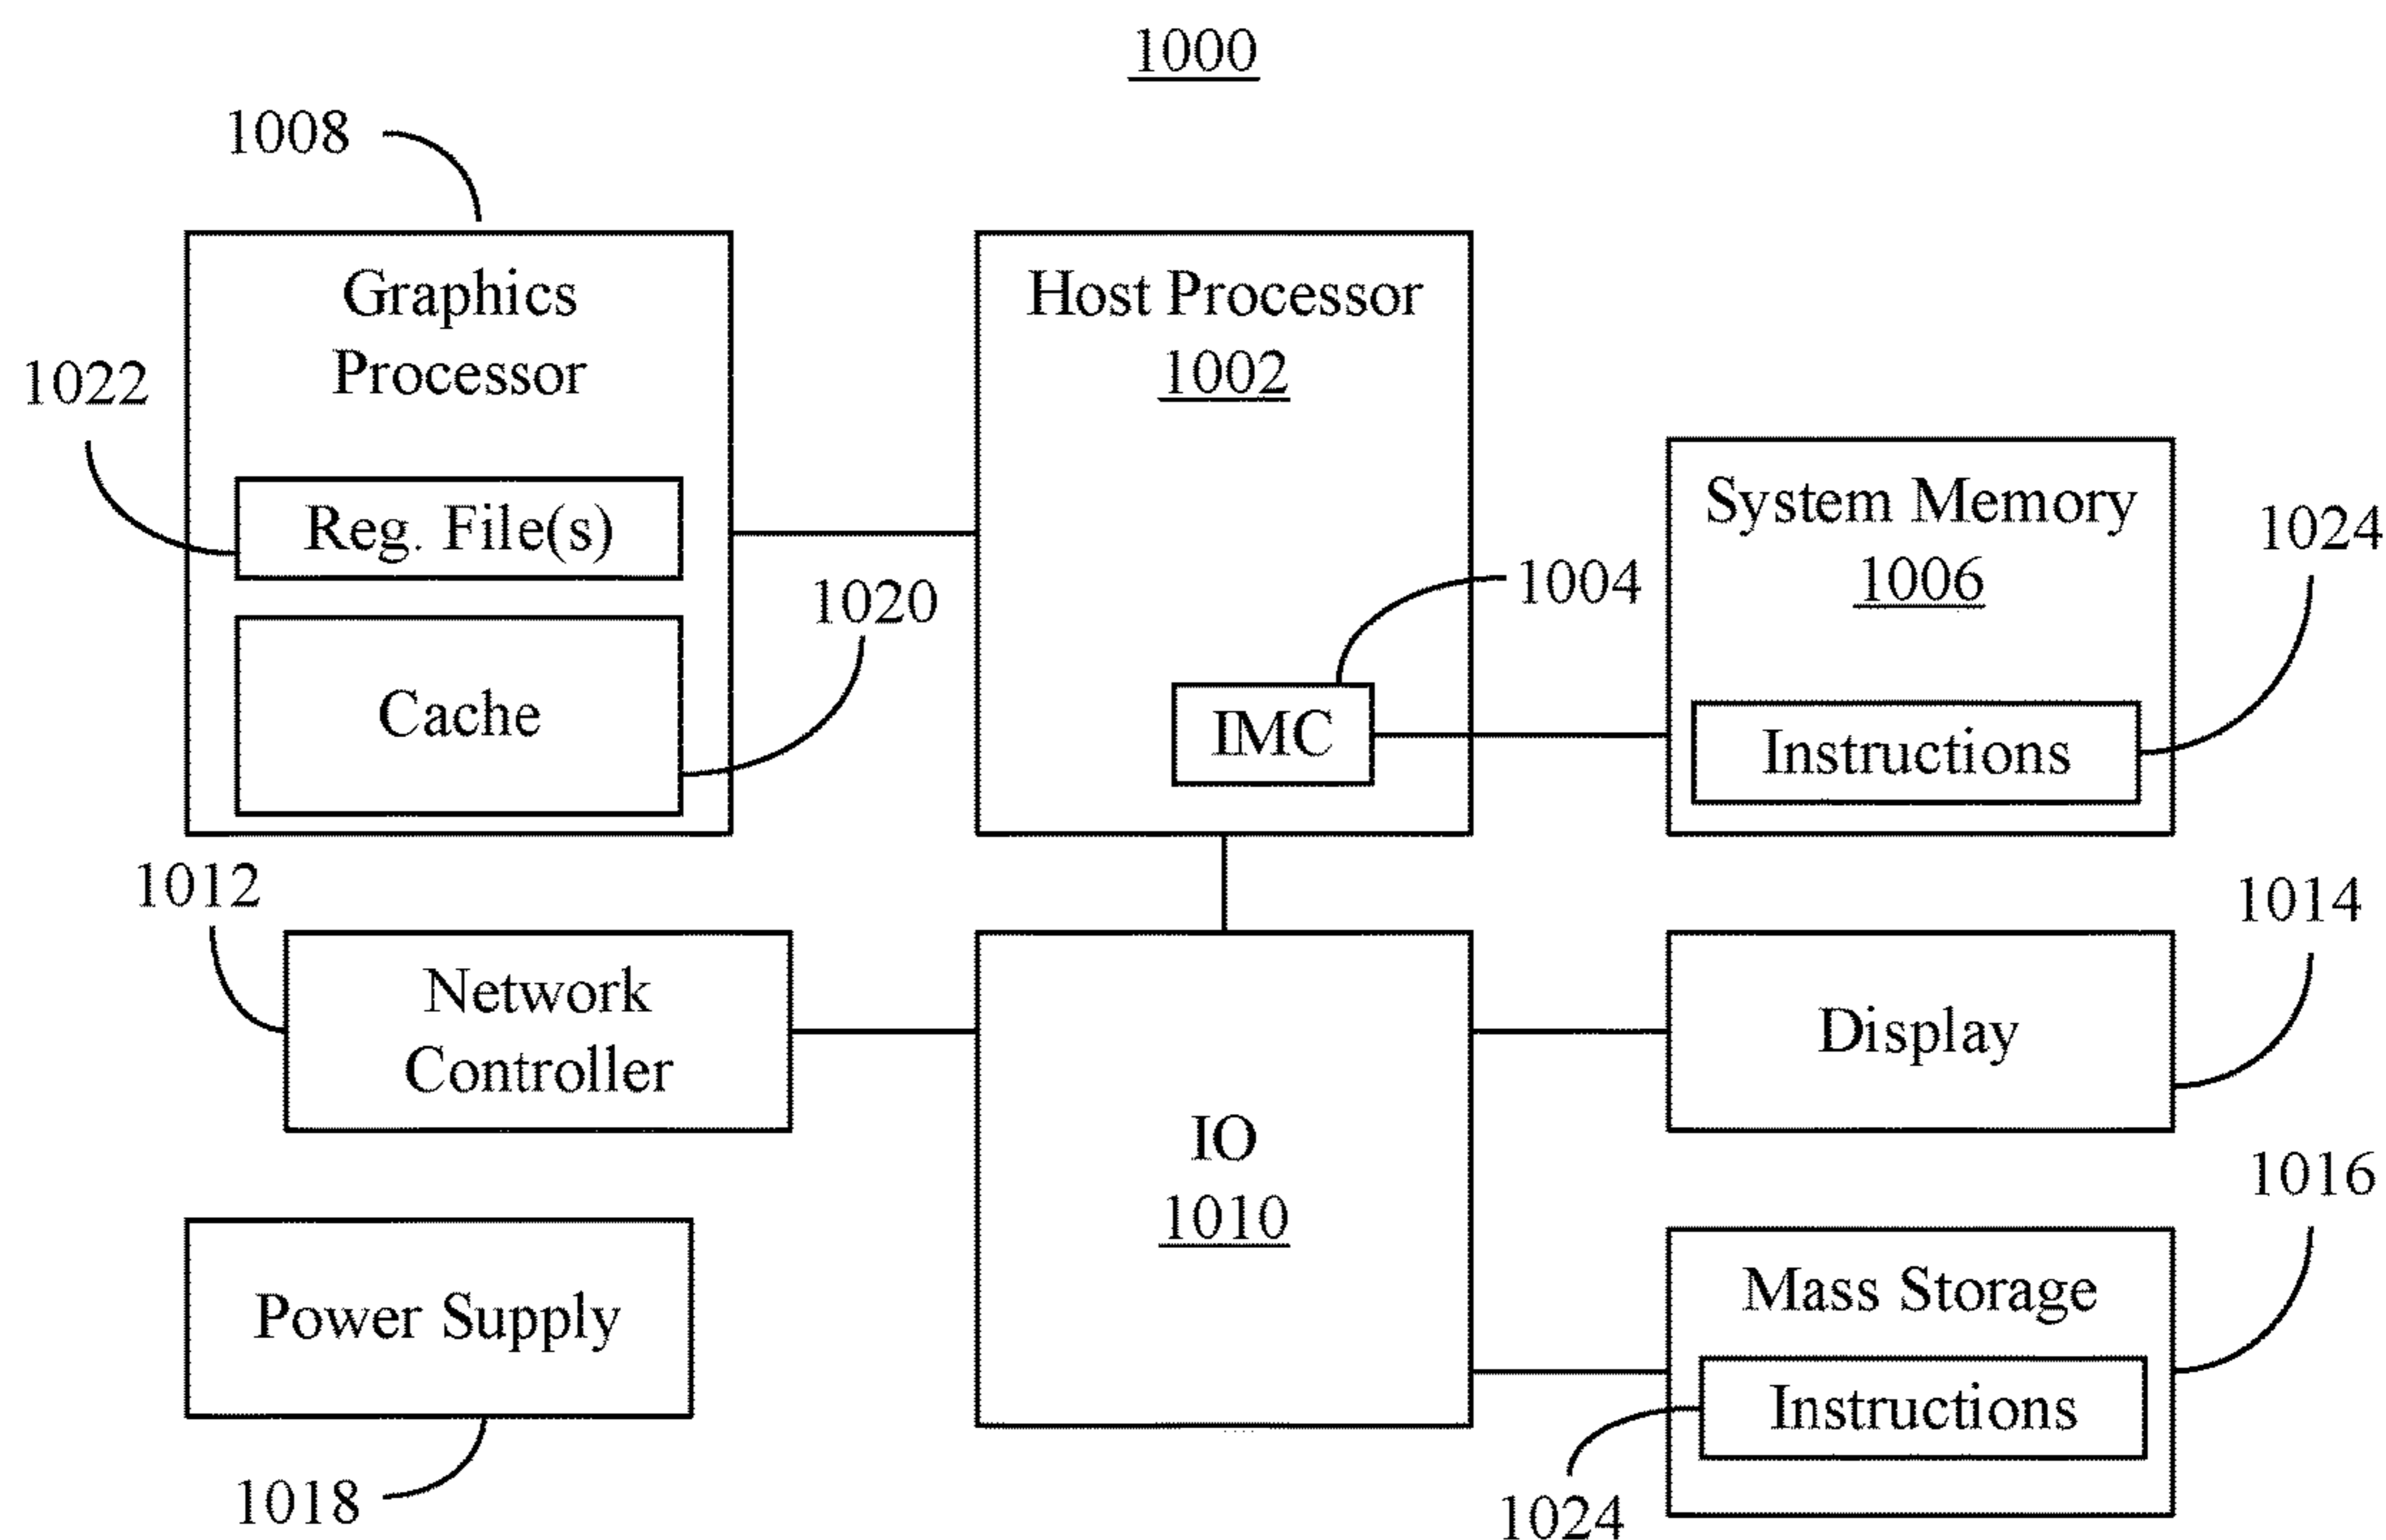 1000
1008
Graphics
Processor
1022
Reg. File(s)
1020
Cache
Host Processor
1002
1004
IMC
System Memory
1006
1024
Instructions
1012
Network
Controller
IO
1010
1014
Display
1016
Mass Storage
Instructions
1024
Power Supply
1018